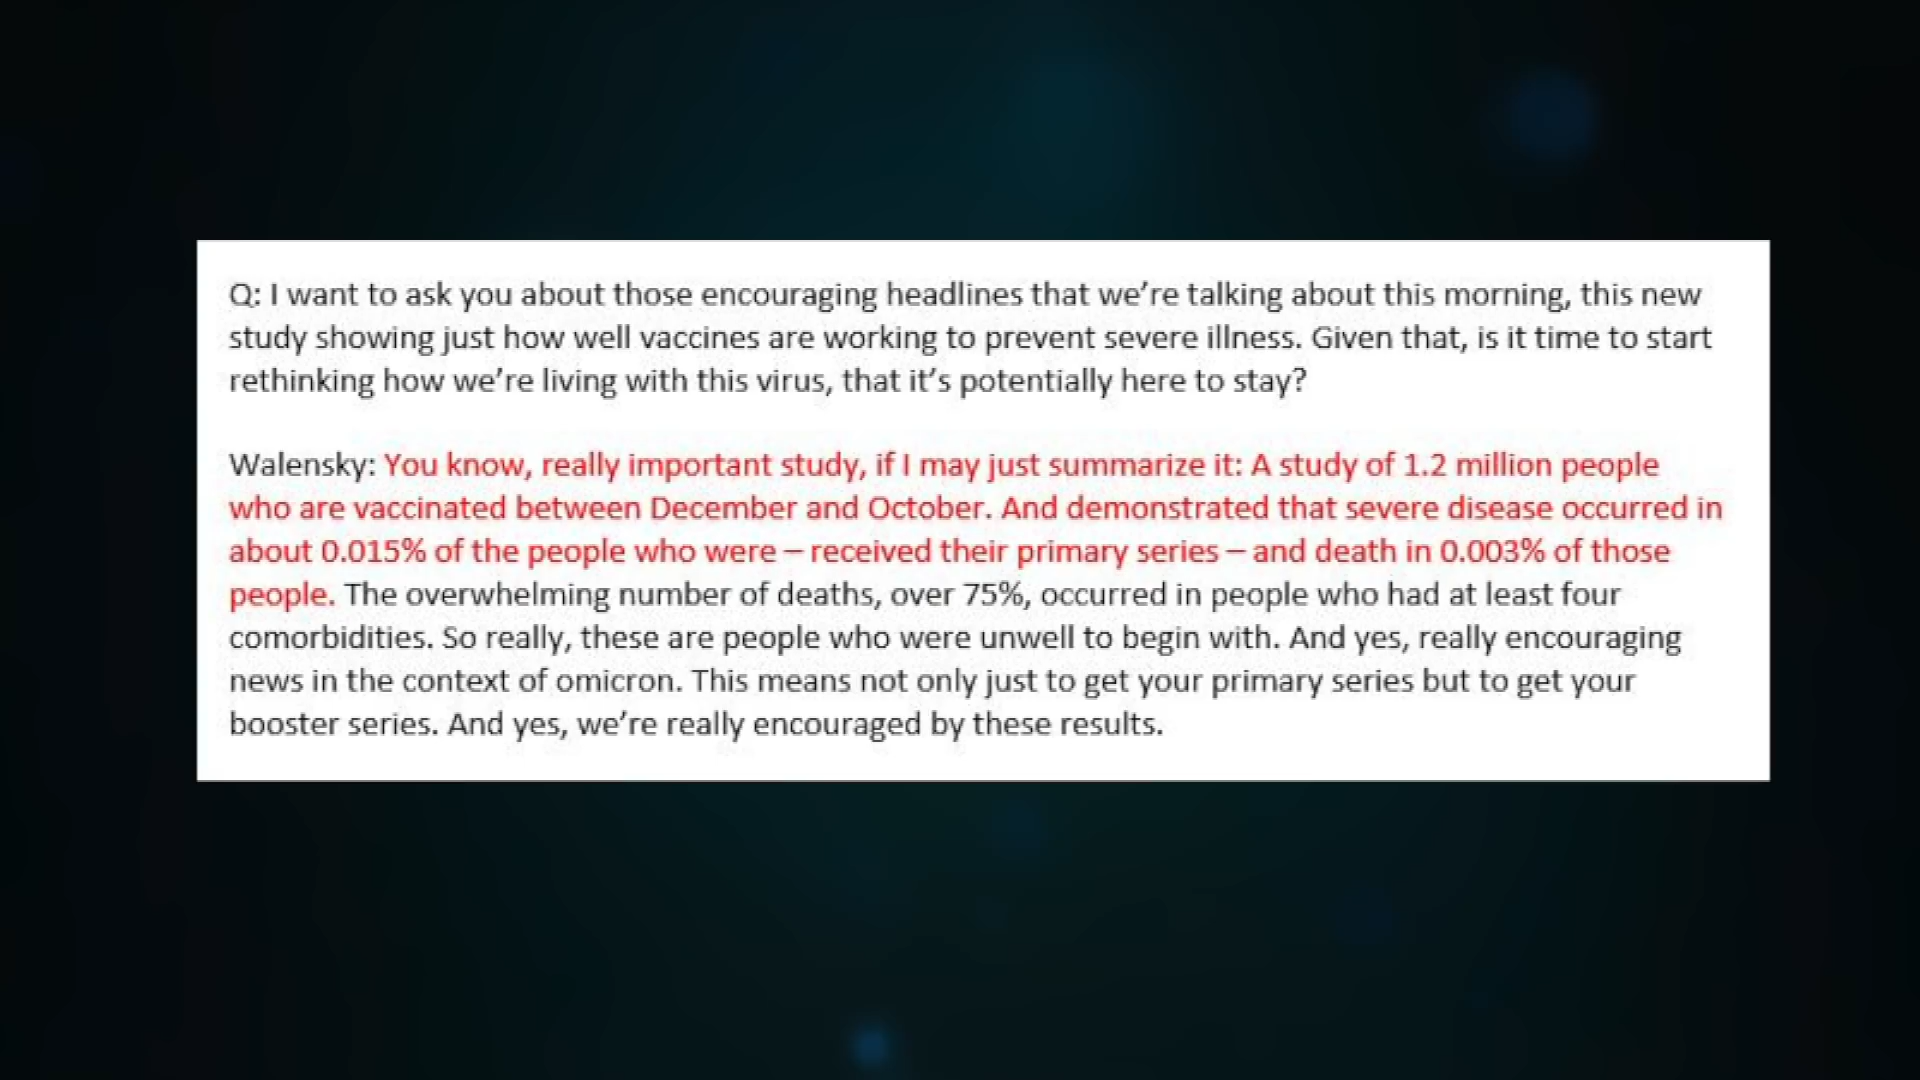 Q: I want to ask you about those encouraging headlines that we’re talking about this morning, this new
study showing just how well vaccines are working to prevent severe illness. Given that, is it time to start
rethinking how we’re living with this virus, that it’s potentially here to stay?
Walensky: You know, really important study, if I may just summarize it: A study of 1.2 million people
who are vaccinated between December and October. And demonstrated that severe disease occurred in
about 0.015% of the people who were – received their primary series – and death in 0.003% of those
people. The overwhelming number of deaths, over 75%, occurred in people who had at least four
comorbidities. So really, these are people who were unwell to begin with. And yes, really encouraging
news in the context of omicron. This means not only just to get your primary series but to get your
booster series. And yes, we’re really encouraged by these results.